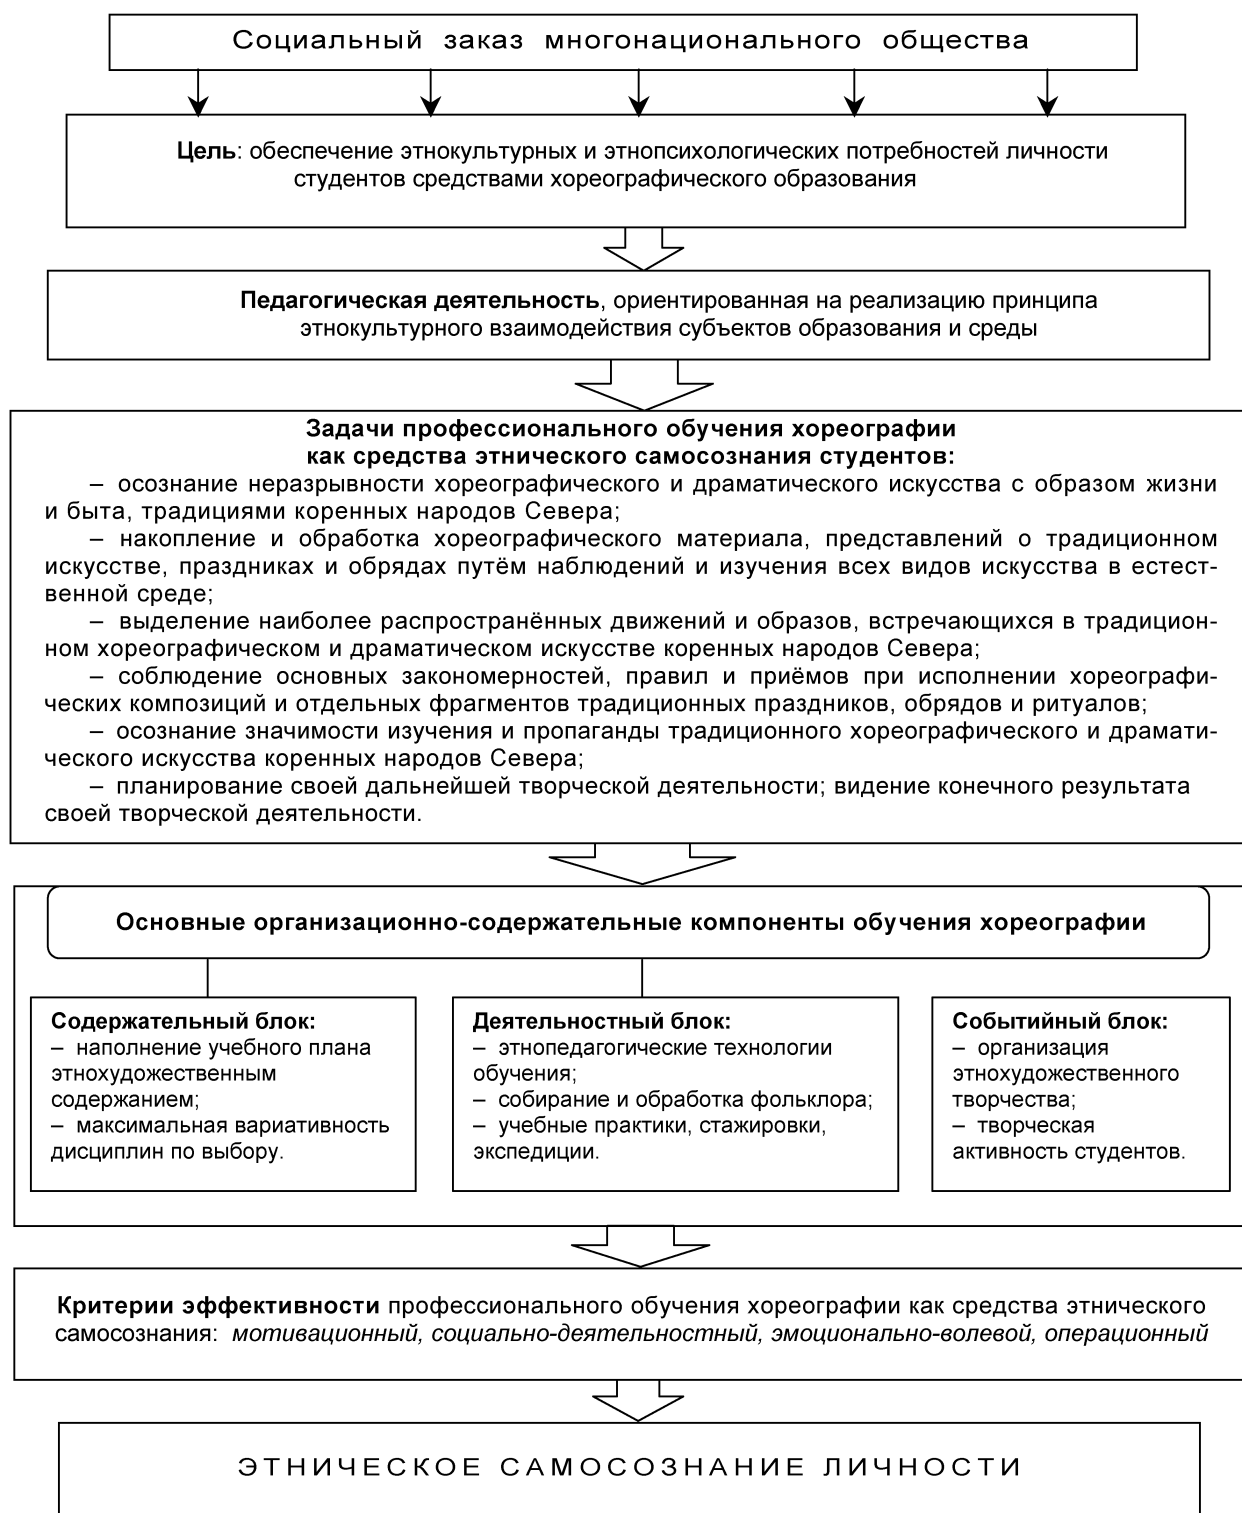 Социальный заказ многонационального общества
Цель: обеспечение этнокультурных и этнопсихологических потребностей личности
студентов средствами хореографического образования
Педагогическая деятельность, ориентированная на реализацию принципа
этнокультурного взаимодействия субъектов образования и среды
Задачи профессионального обучения хореографии
как средства этнического самосознания студентов:
– осознание неразрывности хореографического и драматического искусства с образом жизни
и быта, традициями коренных народов Севера;
– накопление и обработка хореографического материала, представлений о традиционном
искусстве, праздниках и обрядах путём наблюдений и изучения всех видов искусства в естест-
венной среде;
– выделение наиболее распространённых движений и образов, встречающихся в традицион-
ном хореографическом и драматическом искусстве коренных народов Севера;
– соблюдение основных закономерностей, правил и приёмов при исполнении хореографи-
ческих композиций и отдельных фрагментов традиционных праздников, обрядов и ритуалов;
– осознание значимости изучения и пропаганды традиционного хореографического и драмати-
ческого искусства коренных народов Севера;
– планирование своей дальнейшей творческой деятельности; видение конечного результата
своей творческой деятельности.
Основные организационно-содержательные компоненты обучения хореографии
Содержательный блок:
– наполнение учебного плана
этнохудожественным
содержанием;
– максимальная вариативность
дисциплин по выбору.
Деятельностный блок:
– этнопедагогические технологии
обучения;
– собирание и обработка фольклора;
– учебные практики, стажировки,
экспедиции.
Событийный блок:
– организация
этнохудожественного
творчества;
– творческая
активность студентов.
Критерии эффективности профессионального обучения хореографии как средства этнического
самосознания: мотивационный, социально-деятельностный, эмоционально-волевой, операционный
ЭТНИЧЕСКОЕ САМОСОЗНАНИЕ ЛИЧНОСТИ